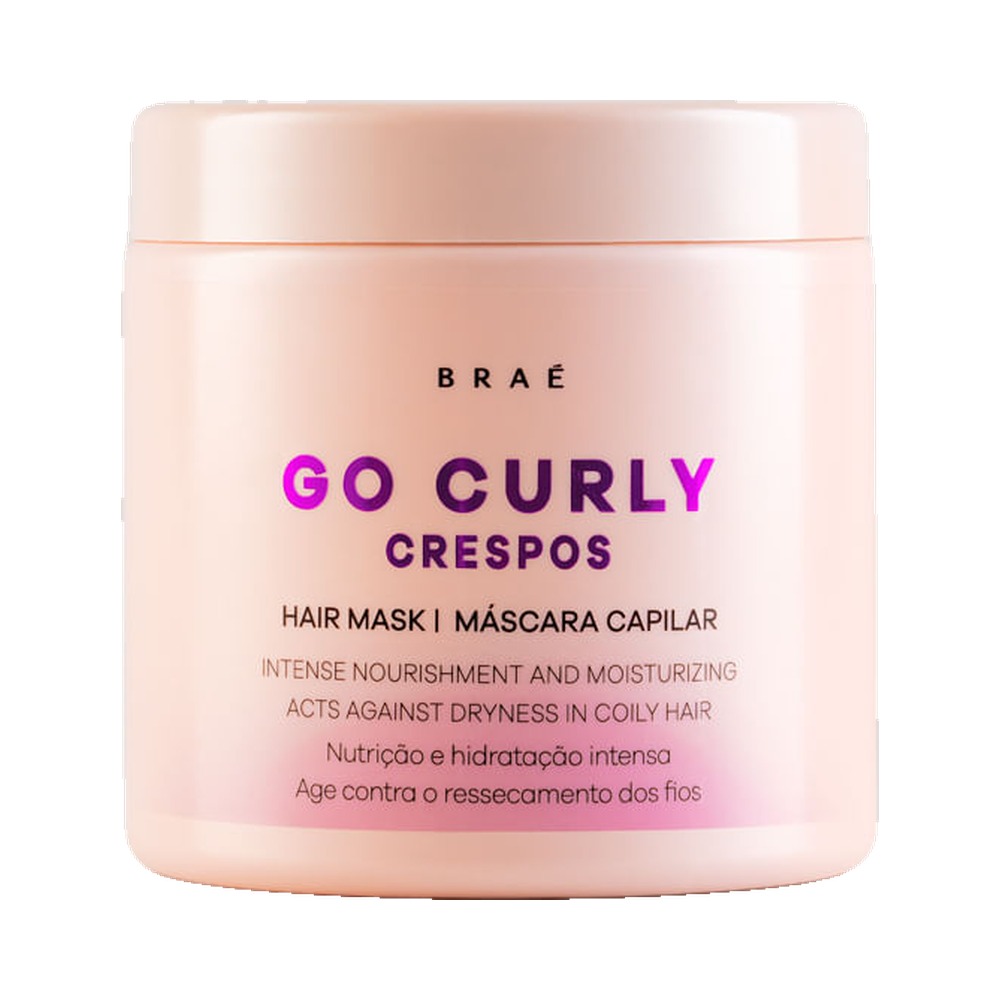 BRAÉ
GO CURLY
CRESPOS
HAIR MASK | MÁSCARA CAPILAR
INTENSE NOURISHMENT AND MOISTURIZING
ACTS AGAINST DRYNESS IN COILY HAIR
Nutrição e hidratação intensa
Age contra o ressecamento dos fios